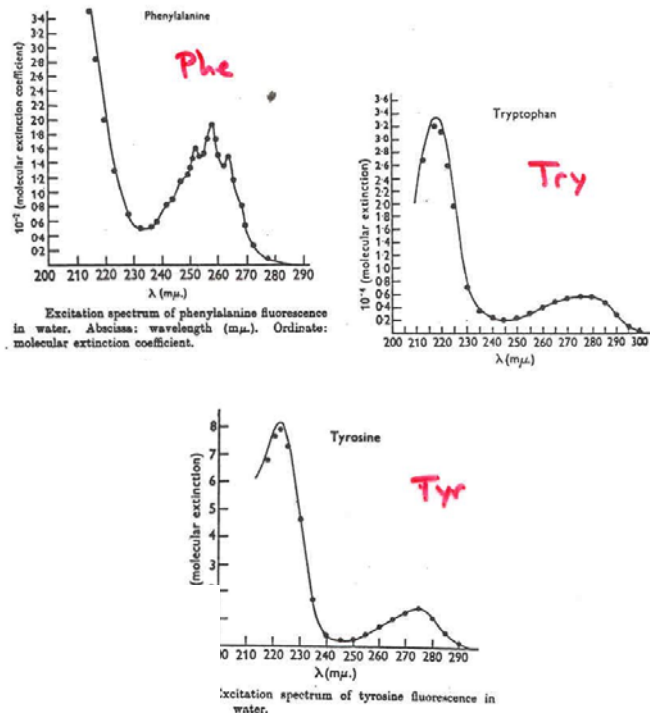 Phenylalanine
Phe
10⁻² (molecular extinction coefficient)
3·4
3·2
3·0
2·8
2·6
2·4
2·2
2·0
1·8
1·6
1·4
1·2
1·0
0·8
0·6
0·4
0·2
200 210 220 230 240 250 260 270 280 290
λ (mμ.)
Excitation spectrum of phenylalanine fluorescence
in water. Abscissa: wavelength (mμ.). Ordinate:
molecular extinction coefficient.
Tryptophan
Try
10⁻⁴ (molecular extinction)
3·6
3·4
3·2
3·0
2·8
2·6
2·4
2·2
2·0
1·8
1·6
1·4
1·2
1·0
0·8
0·6
0·4
0·2
210 220 230 240 250 260 270 280 290 300
λ (mμ.)
Tyrosine
Tyr
(molecular extinction)
8
7
6
5
4
3
210 220 230 240 250 260 270 280 290
λ (mμ.)
Excitation spectrum of tyrosine fluorescence in
water.